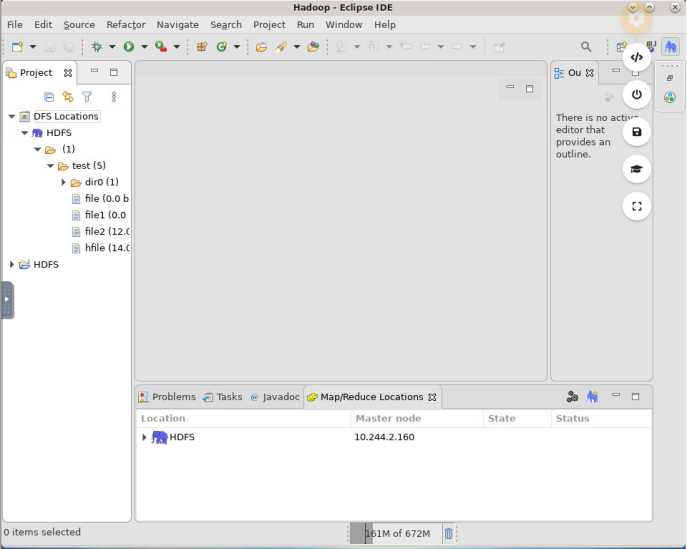 Hadoop - Eclipse IDE
File Edit Source Refactor Navigate Search Project Run Window Help
Project
DFS Locations
HDFS
(1)
test (5)
dir0 (1)
file (0.0 b
file1 (0.0
file2 (12.0
hfile (14.0
HDFS
Ou
There is no active
editor that
provides an
outline.
Problems Tasks Javadoc Map/Reduce Locations
Location Master node State Status
HDFS 10.244.2.160
0 items selected
161M of 672M